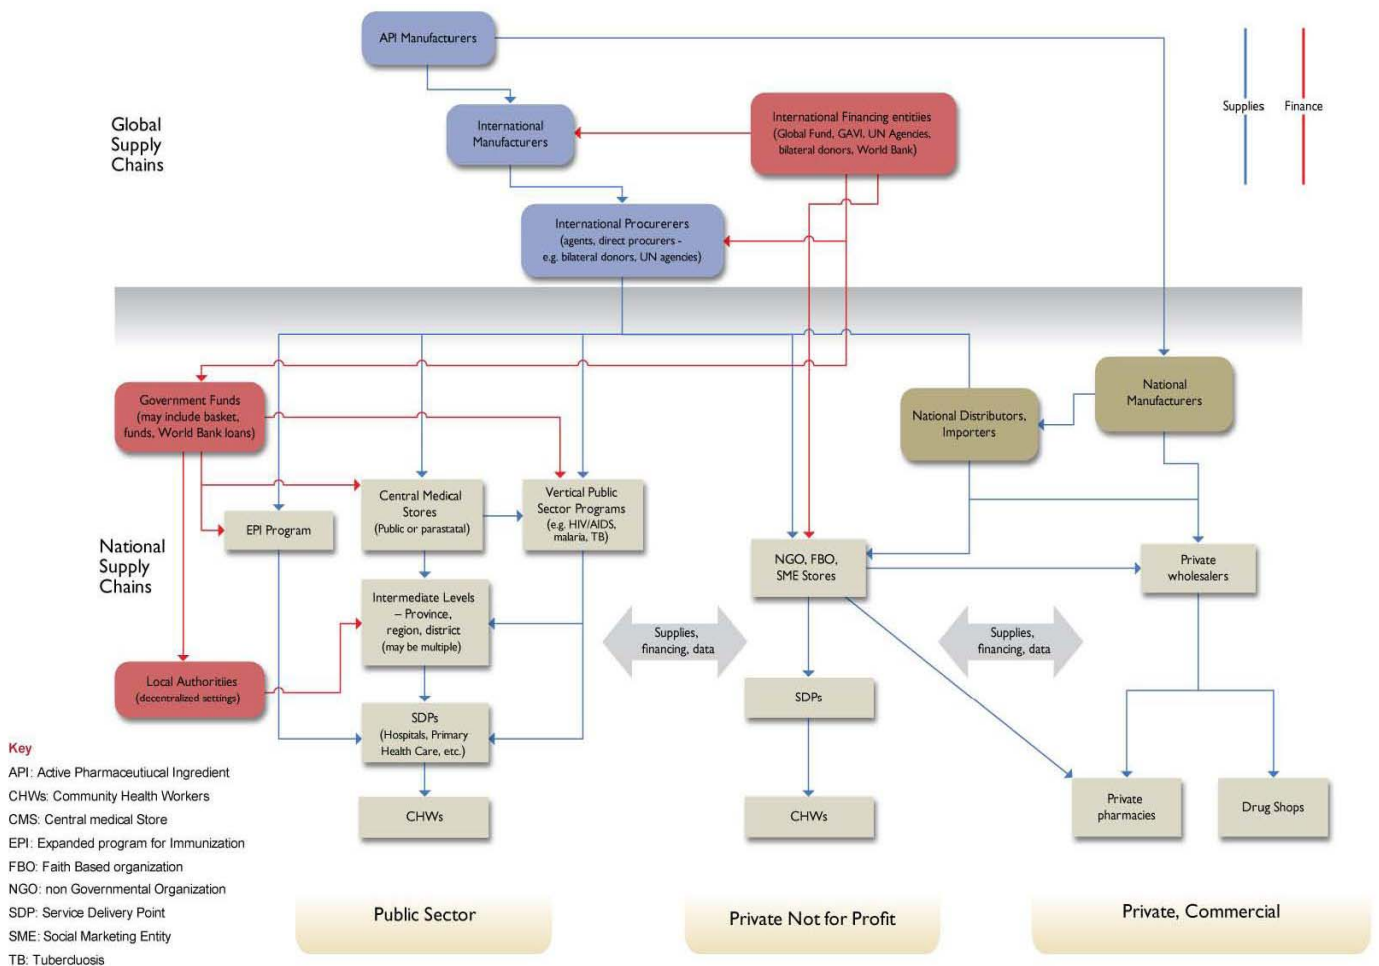 API Manufacturers
Global
Supply
Chains
International
Manufacturers
International Financing entitiies
(Global Fund, GAVI, UN Agencies,
bilateral donors, World Bank)
Supplies
Finance
International Procurerers
(agents, direct procurers -
e.g. bilateral donors, UN agencies)
Government Funds
(may include basket,
funds, World Bank loans)
National Distributors,
Importers
National
Manufacturers
National
Supply
Chains
EPI Program
Central Medical
Stores
(Public or parastatal)
Vertical Public
Sector Programs
(e.g. HIV/AIDS,
malaria, TB)
NGO, FBO,
SME Stores
Private
wholesalers
Intermediate Levels
– Province,
region, district
(may be multiple)
Supplies,
financing, data
Supplies,
financing, data
Local Authoritiies
(decentralized settings)
SDPs
(Hospitals, Primary
Health Care, etc.)
SDPs
CHWs
CHWs
Private
pharmacies
Drug Shops
Key
API: Active Pharmaceutiucal Ingredient
CHWs: Community Health Workers
CMS: Central medical Store
EPI: Expanded program for Immunization
FBO: Faith Based organization
NGO: non Governmental Organization
SDP: Service Delivery Point
SME: Social Marketing Entity
TB: Tubercluosis
Public Sector
Private Not for Profit
Private, Commercial